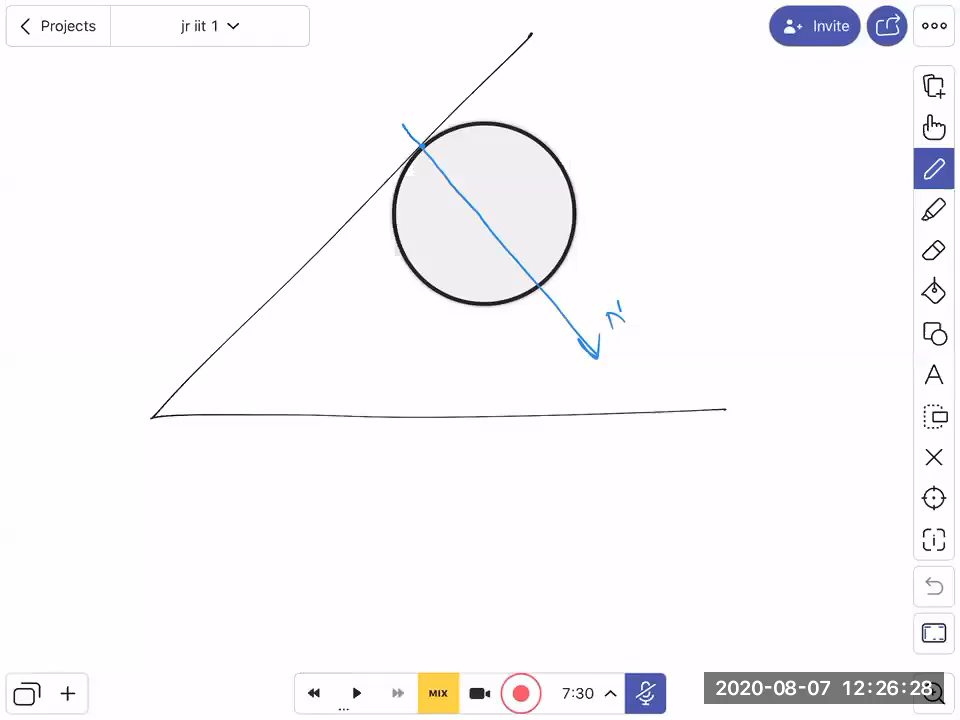 Projects
jr iit 1
Invite
N'
MIX
7:30
2020-08-07 12:26:28